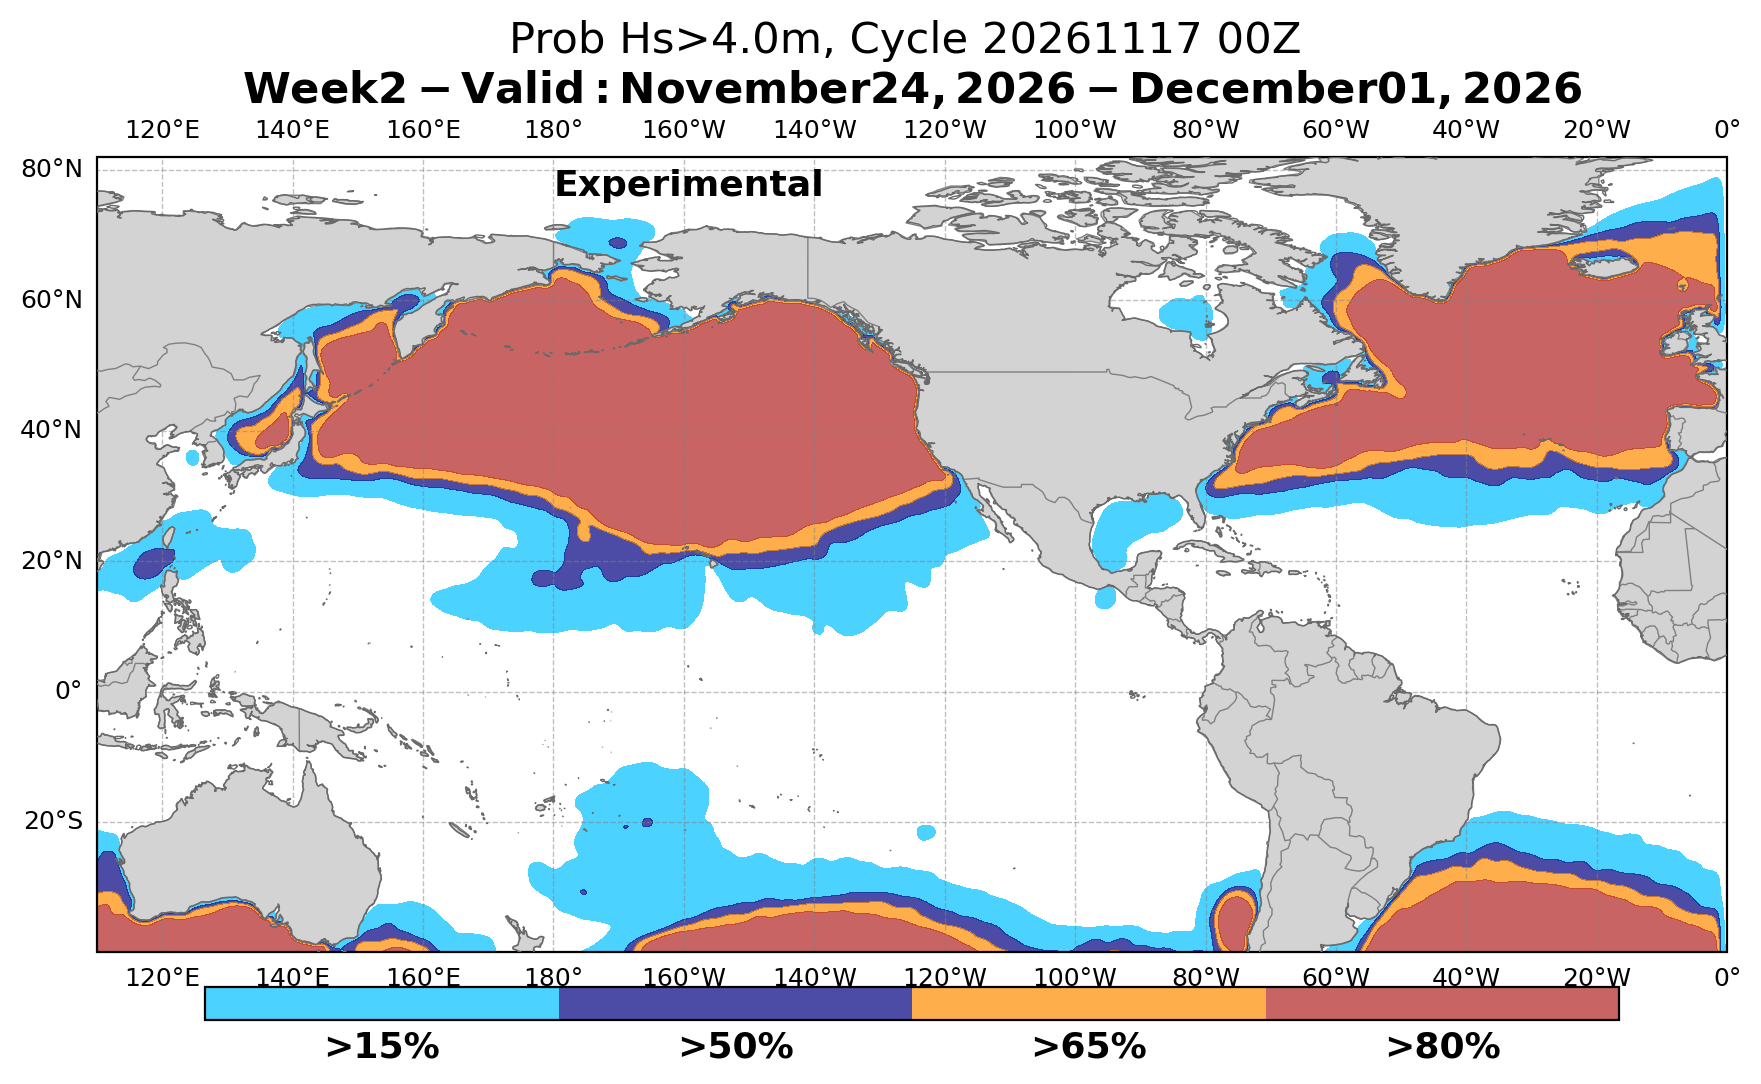 Prob Hs>4.0m, Cycle 20261117 00Z
Week2 − Valid : November24, 2026 − December01, 2026
120°E 140°E 160°E 180° 160°W 140°W 120°W 100°W 80°W 60°W 40°W 20°W 0°
80°N
Experimental
60°N
40°N
20°N
0°
20°S
120°E 140°E 160°E 180° 160°W 140°W 120°W 100°W 80°W 60°W 40°W 20°W 0°
>15% >50% >65% >80%